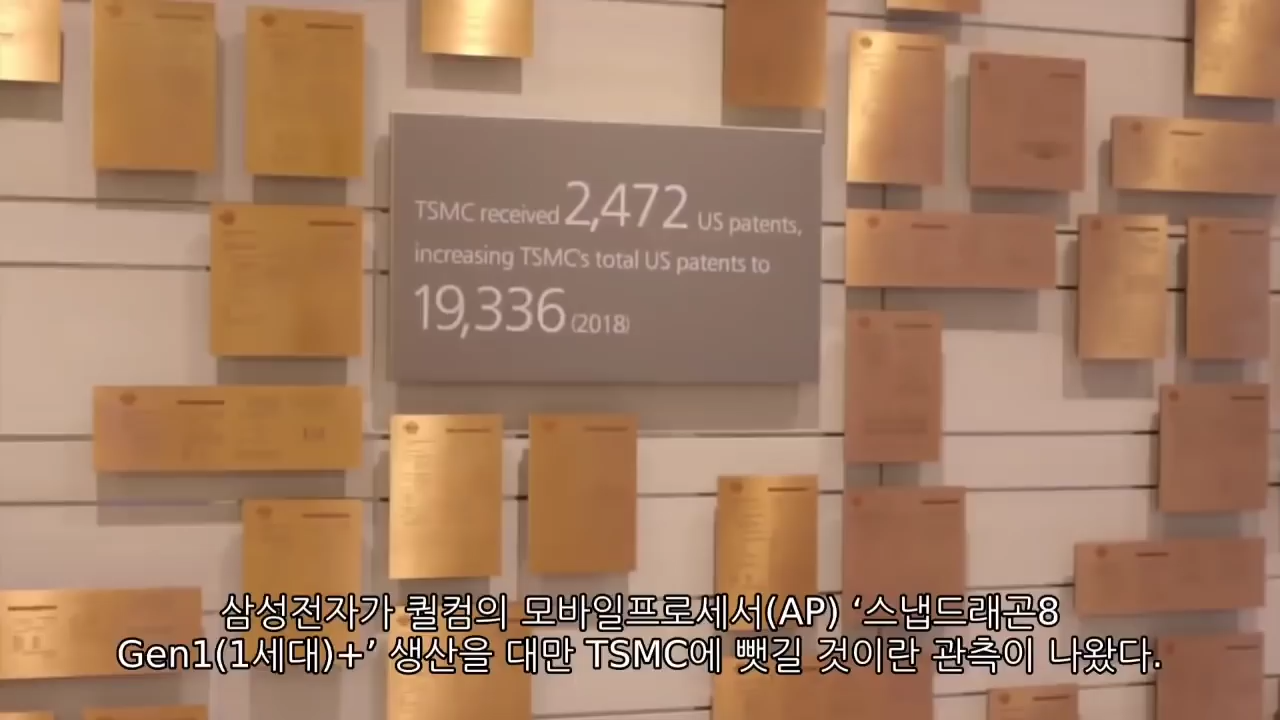 TSMC received 2,472 US patents,
increasing TSMC's total US patents to
19,336 (2018)
삼성전자가 퀄컴의 모바일프로세서(AP) ‘스냅드래곤8
Gen1(1세대)+’ 생산을 대만 TSMC에 뺏길 것이란 관측이 나왔다.